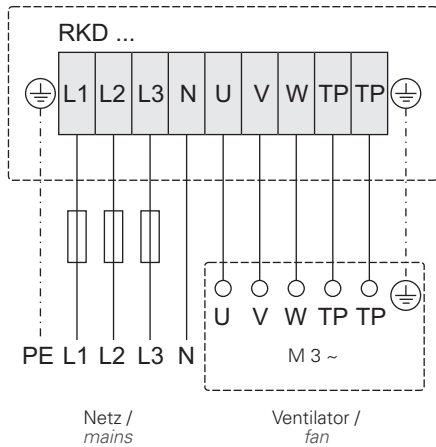 RKD ...
L1 L2 L3 N U V W TP TP
U V W TP TP
PE L1 L2 L3 N
M 3 ~
Netz / Ventilator /
mains fan